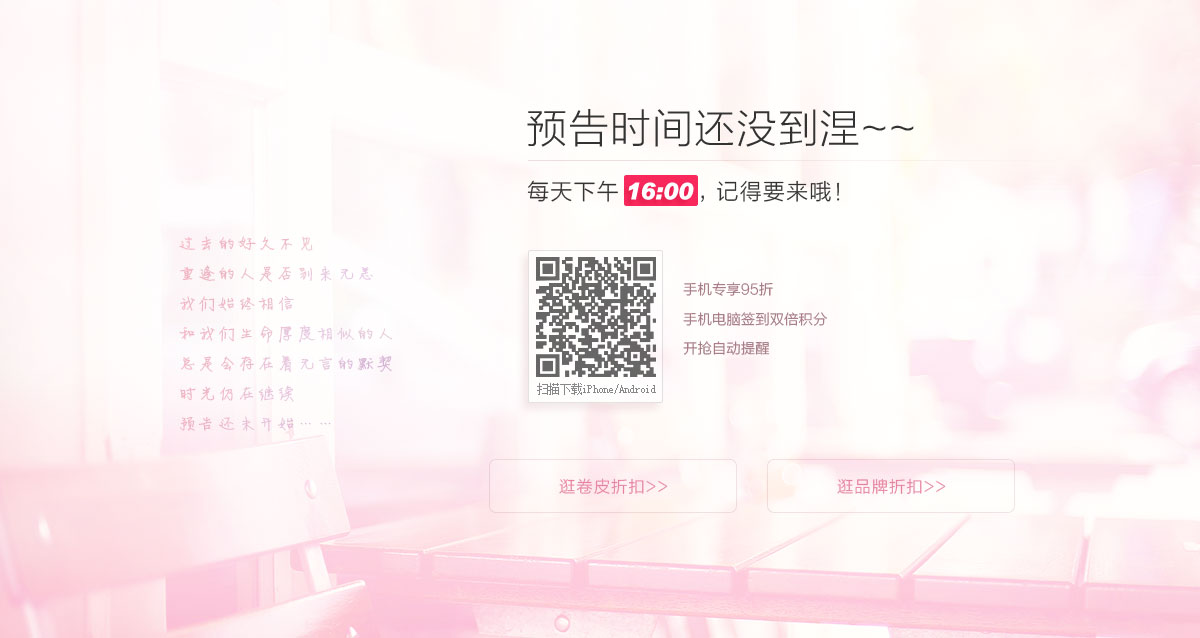 预告时间还没到涅~~
每天下午 16:00，记得要来哦！
过去的好久不见
重逢的人是否别来无恙
我们始终相信
和我们生命厚度相似的人
总是会存在着无言的默契
时光仍在继续
预告还未开始……
手机专享95折
手机电脑签到双倍积分
开抢自动提醒
扫描下载iPhone/Android
逛卷皮折扣>>
逛品牌折扣>>